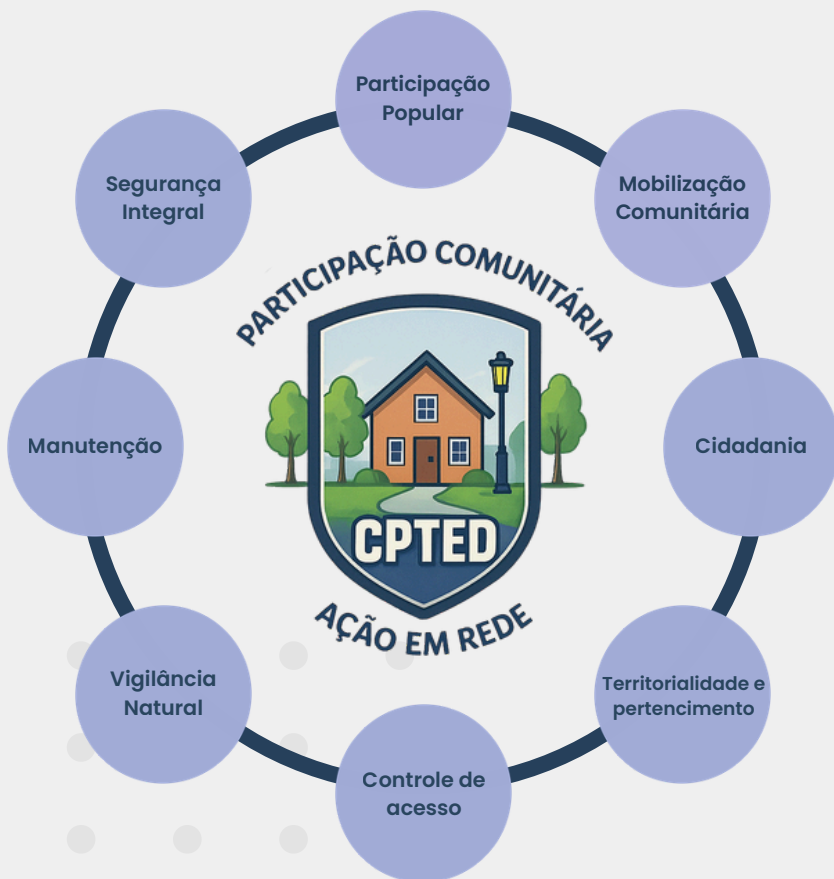 Participação
Popular
Segurança
Integral
Mobilização
Comunitária
PARTICIPAÇÃO COMUNITÁRIA
Manutenção
Cidadania
CPTED
AÇÃO EM REDE
Vigilância
Natural
Territorialidade e
pertencimento
Controle de
acesso